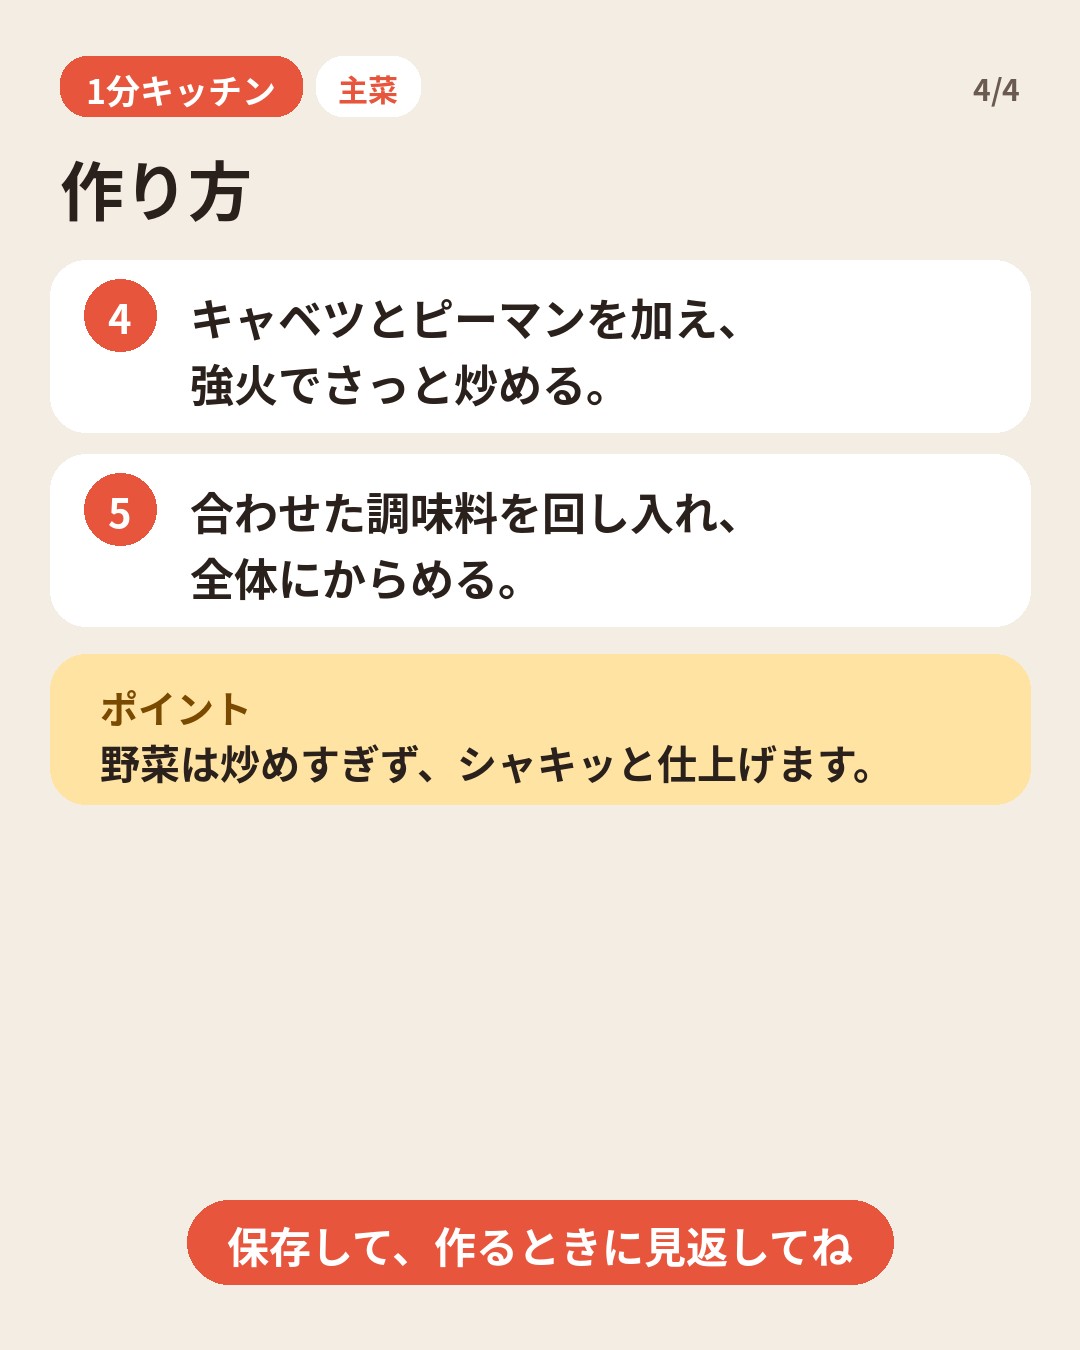 1分キッチン 主菜 4/4
作り方
4 キャベツとピーマンを加え、
強火でさっと炒める。
5 合わせた調味料を回し入れ、
全体にからめる。
ポイント
野菜は炒めすぎず、シャキッと仕上げます。
保存して、作るときに見返してね